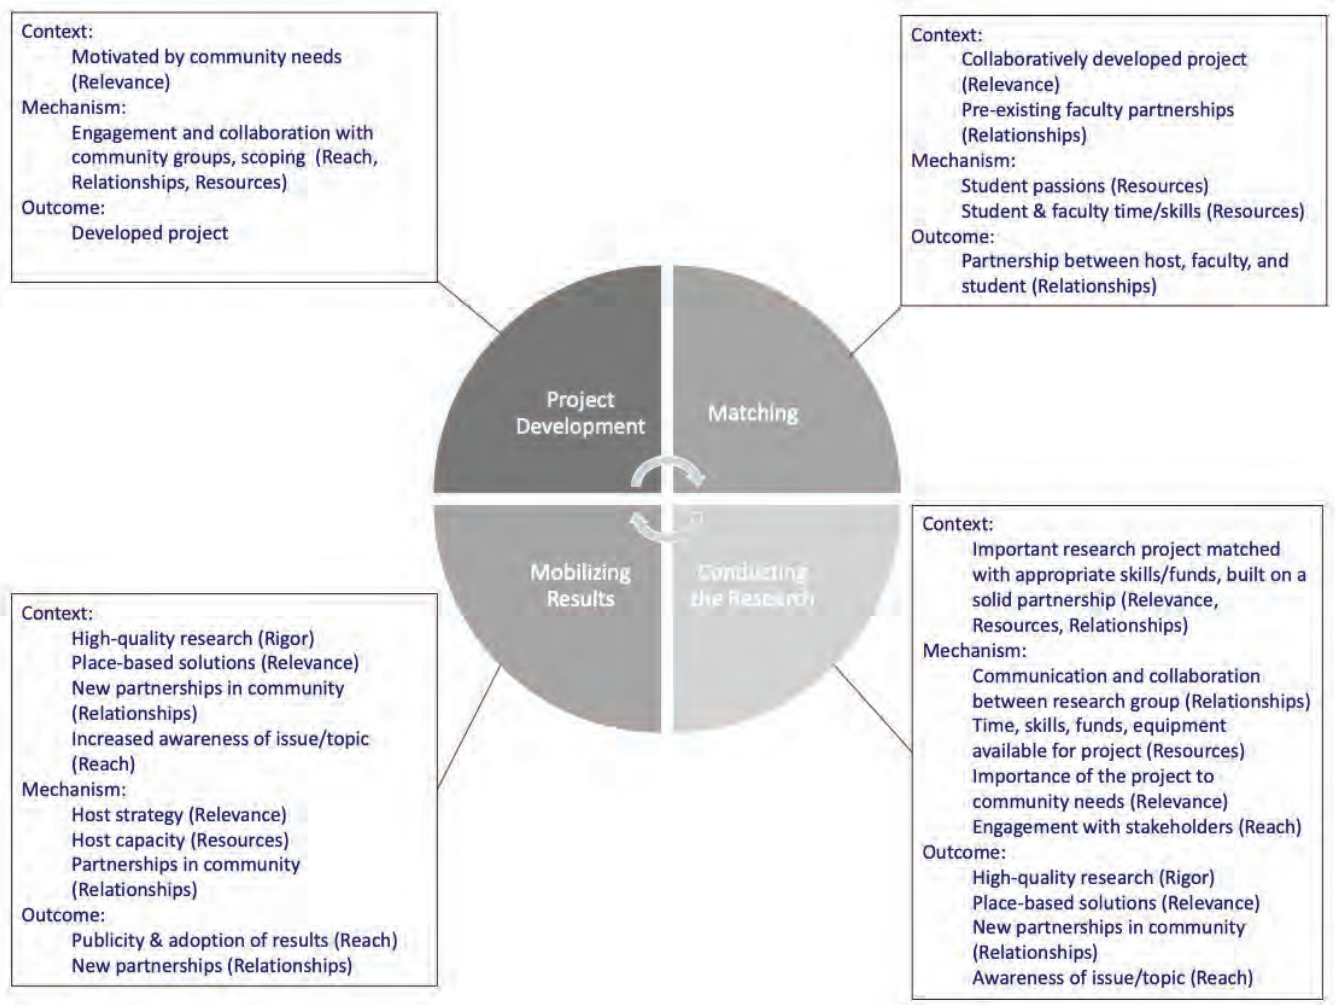 Context:
Motivated by community needs
(Relevance)
Mechanism:
Engagement and collaboration with
community groups, scoping (Reach,
Relationships, Resources)
Outcome:
Developed project
Context:
Collaboratively developed project
(Relevance)
Pre-existing faculty partnerships
(Relationships)
Mechanism:
Student passions (Resources)
Student & faculty time/skills (Resources)
Outcome:
Partnership between host, faculty, and
student (Relationships)
Project
Development
Matching
Mobilizing
Results
Conducting
the Research
Context:
High-quality research (Rigor)
Place-based solutions (Relevance)
New partnerships in community
(Relationships)
Increased awareness of issue/topic
(Reach)
Mechanism:
Host strategy (Relevance)
Host capacity (Resources)
Partnerships in community
(Relationships)
Outcome:
Publicity & adoption of results (Reach)
New partnerships (Relationships)
Context:
Important research project matched
with appropriate skills/funds, built on a
solid partnership (Relevance,
Resources, Relationships)
Mechanism:
Communication and collaboration
between research group (Relationships)
Time, skills, funds, equipment
available for project (Resources)
Importance of the project to
community needs (Relevance)
Engagement with stakeholders (Reach)
Outcome:
High-quality research (Rigor)
Place-based solutions (Relevance)
New partnerships in community
(Relationships)
Awareness of issue/topic (Reach)